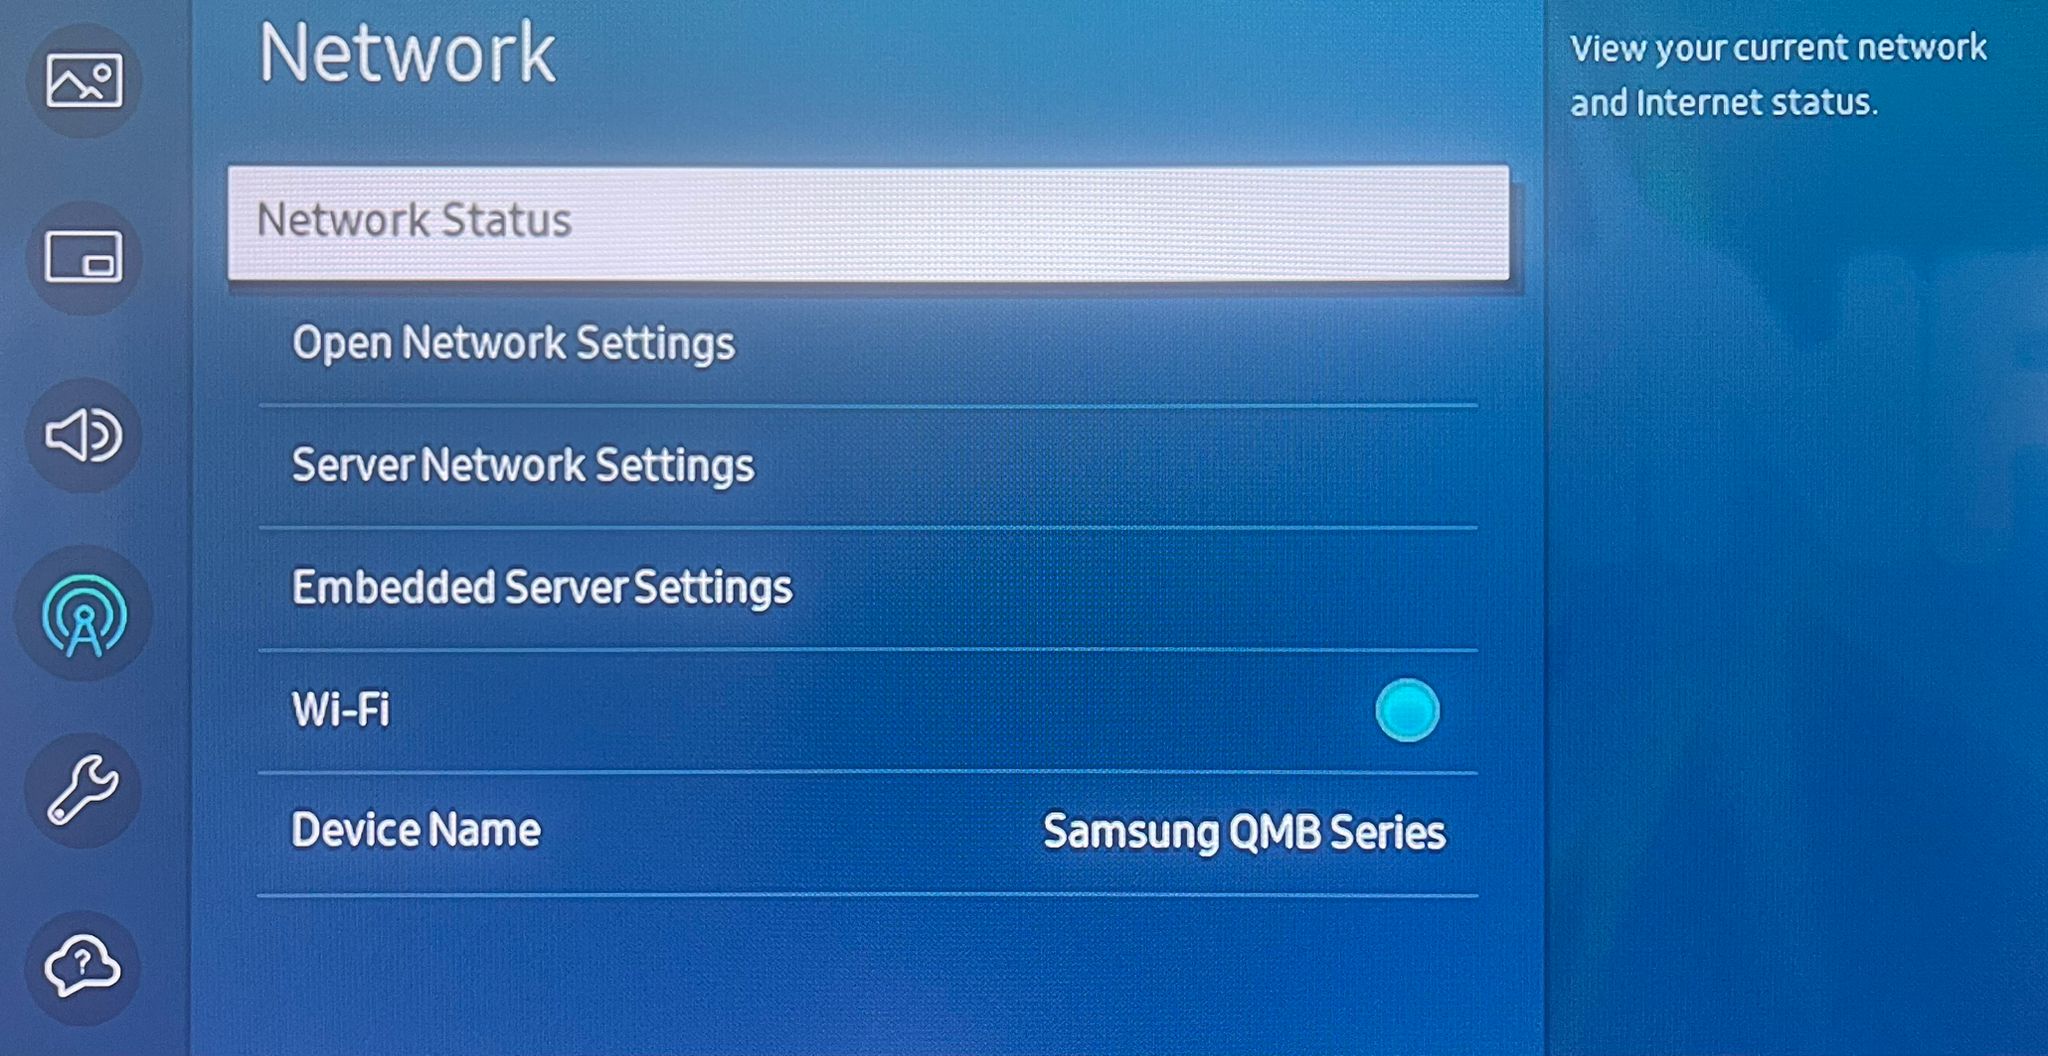 Network
Network Status
Open Network Settings
Server Network Settings
Embedded Server Settings
Wi-Fi
Device Name
Samsung QMB Series
View your current network
and Internet status.
?